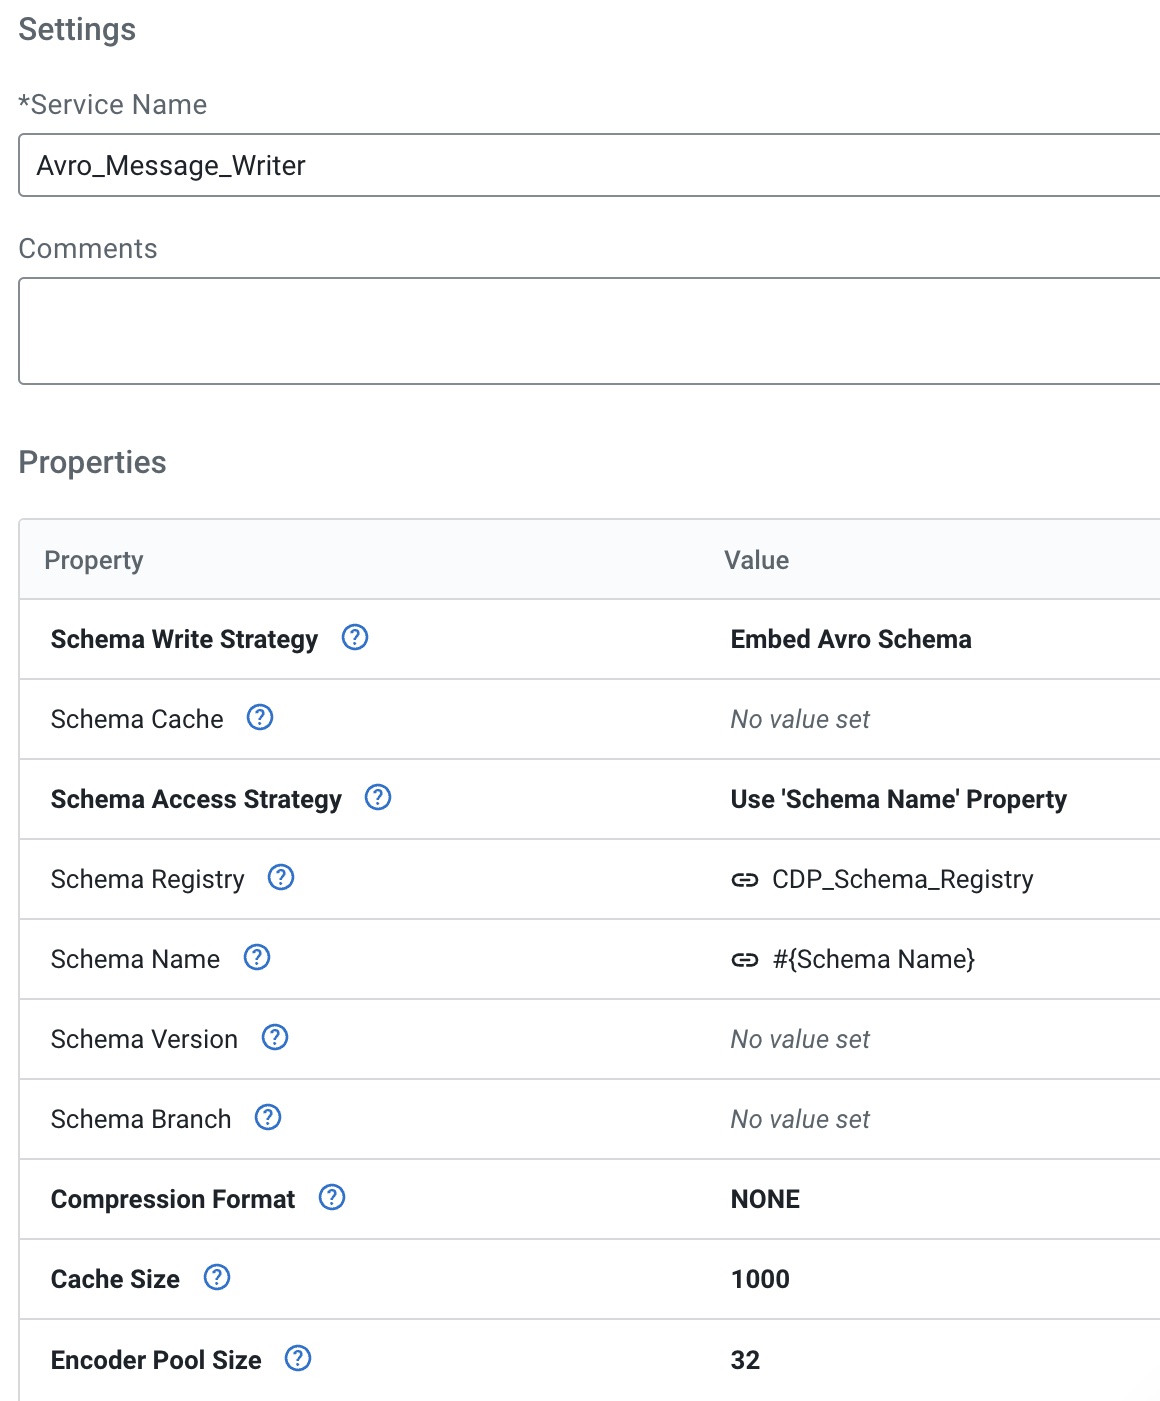 Settings
*Service Name
Avro_Message_Writer
Comments
Properties
Property Value
Schema Write Strategy ? Embed Avro Schema
Schema Cache ? No value set
Schema Access Strategy ? Use 'Schema Name' Property
Schema Registry ? CDP_Schema_Registry
Schema Name ? #{Schema Name}
Schema Version ? No value set
Schema Branch ? No value set
Compression Format ? NONE
Cache Size ? 1000
Encoder Pool Size ? 32